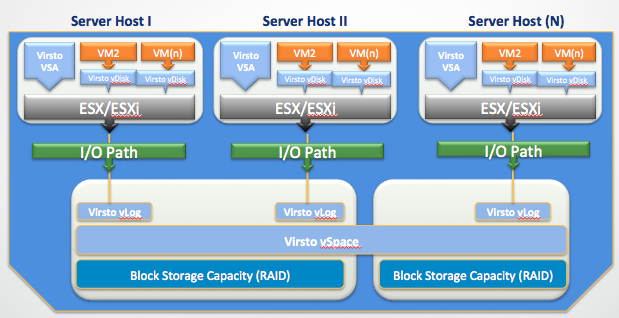 Server Host I
Server Host II
Server Host (N)
Virsto
VSA
VM2
VM(n)
Virsto vDisk
Virsto vDisk
ESX/ESXi
Virsto
VSA
VM2
VM(n)
Virsto vDisk
Virsto vDisk
ESX/ESXi
Virsto
VSA
VM2
VM(n)
Virsto vDisk
Virsto vDisk
ESX/ESXi
I/O Path
I/O Path
I/O Path
Virsto vLog
Virsto vLog
Virsto vLog
Virsto vSpace
Block Storage Capacity (RAID)
Block Storage Capacity (RAID)